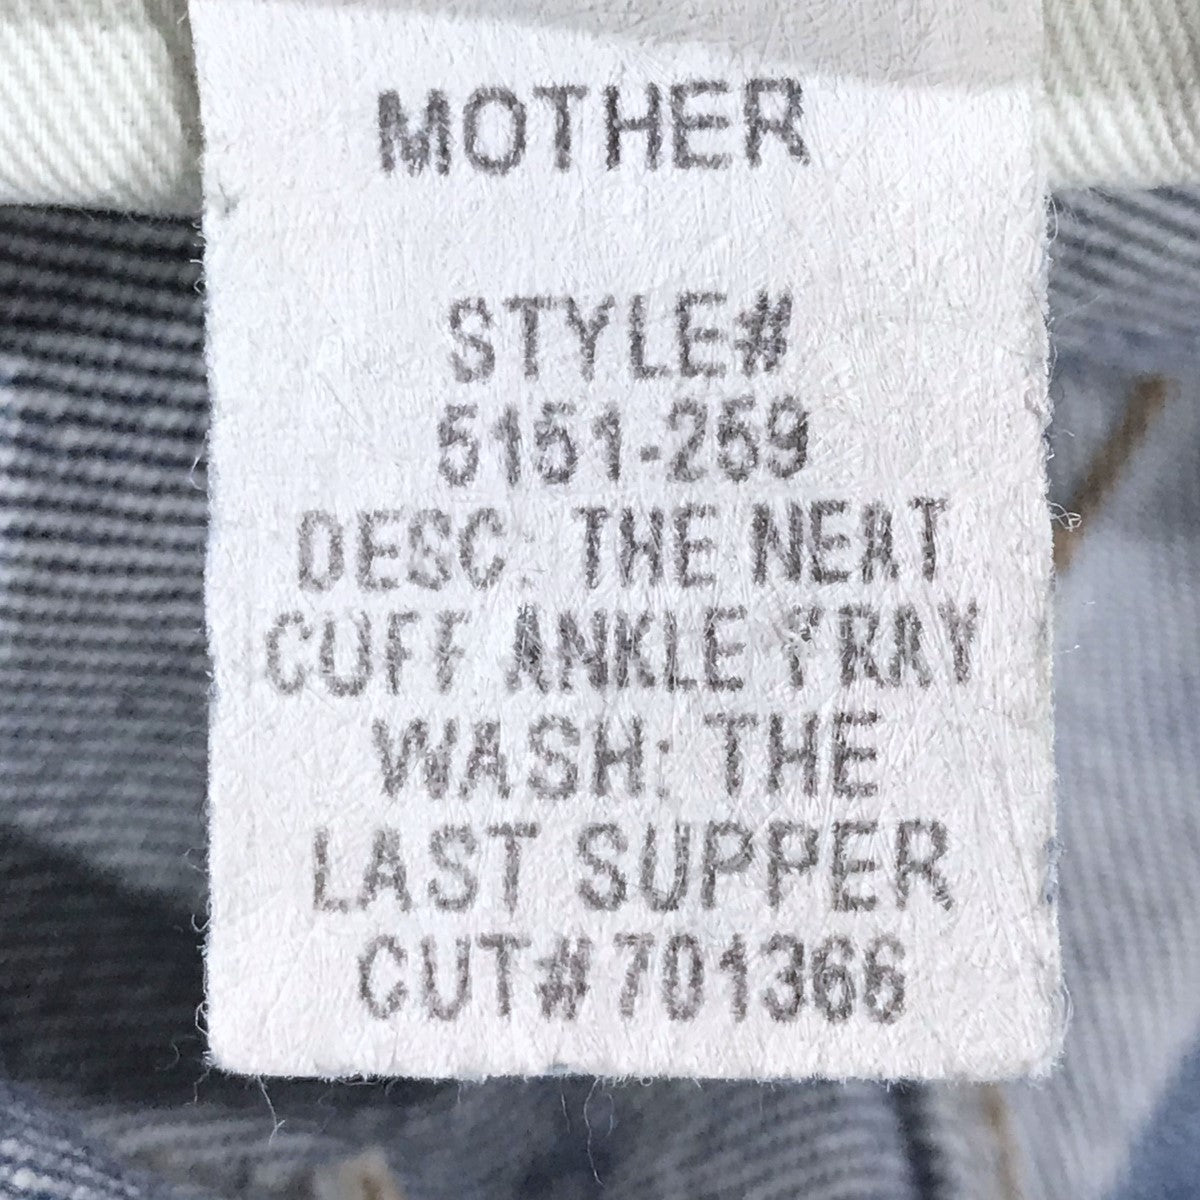 MOTHER
STYLE#
5151-259
DESC: THE NEAT
CUFF ANKLE FRAY
WASH: THE
LAST SUPPER
CUT#701366